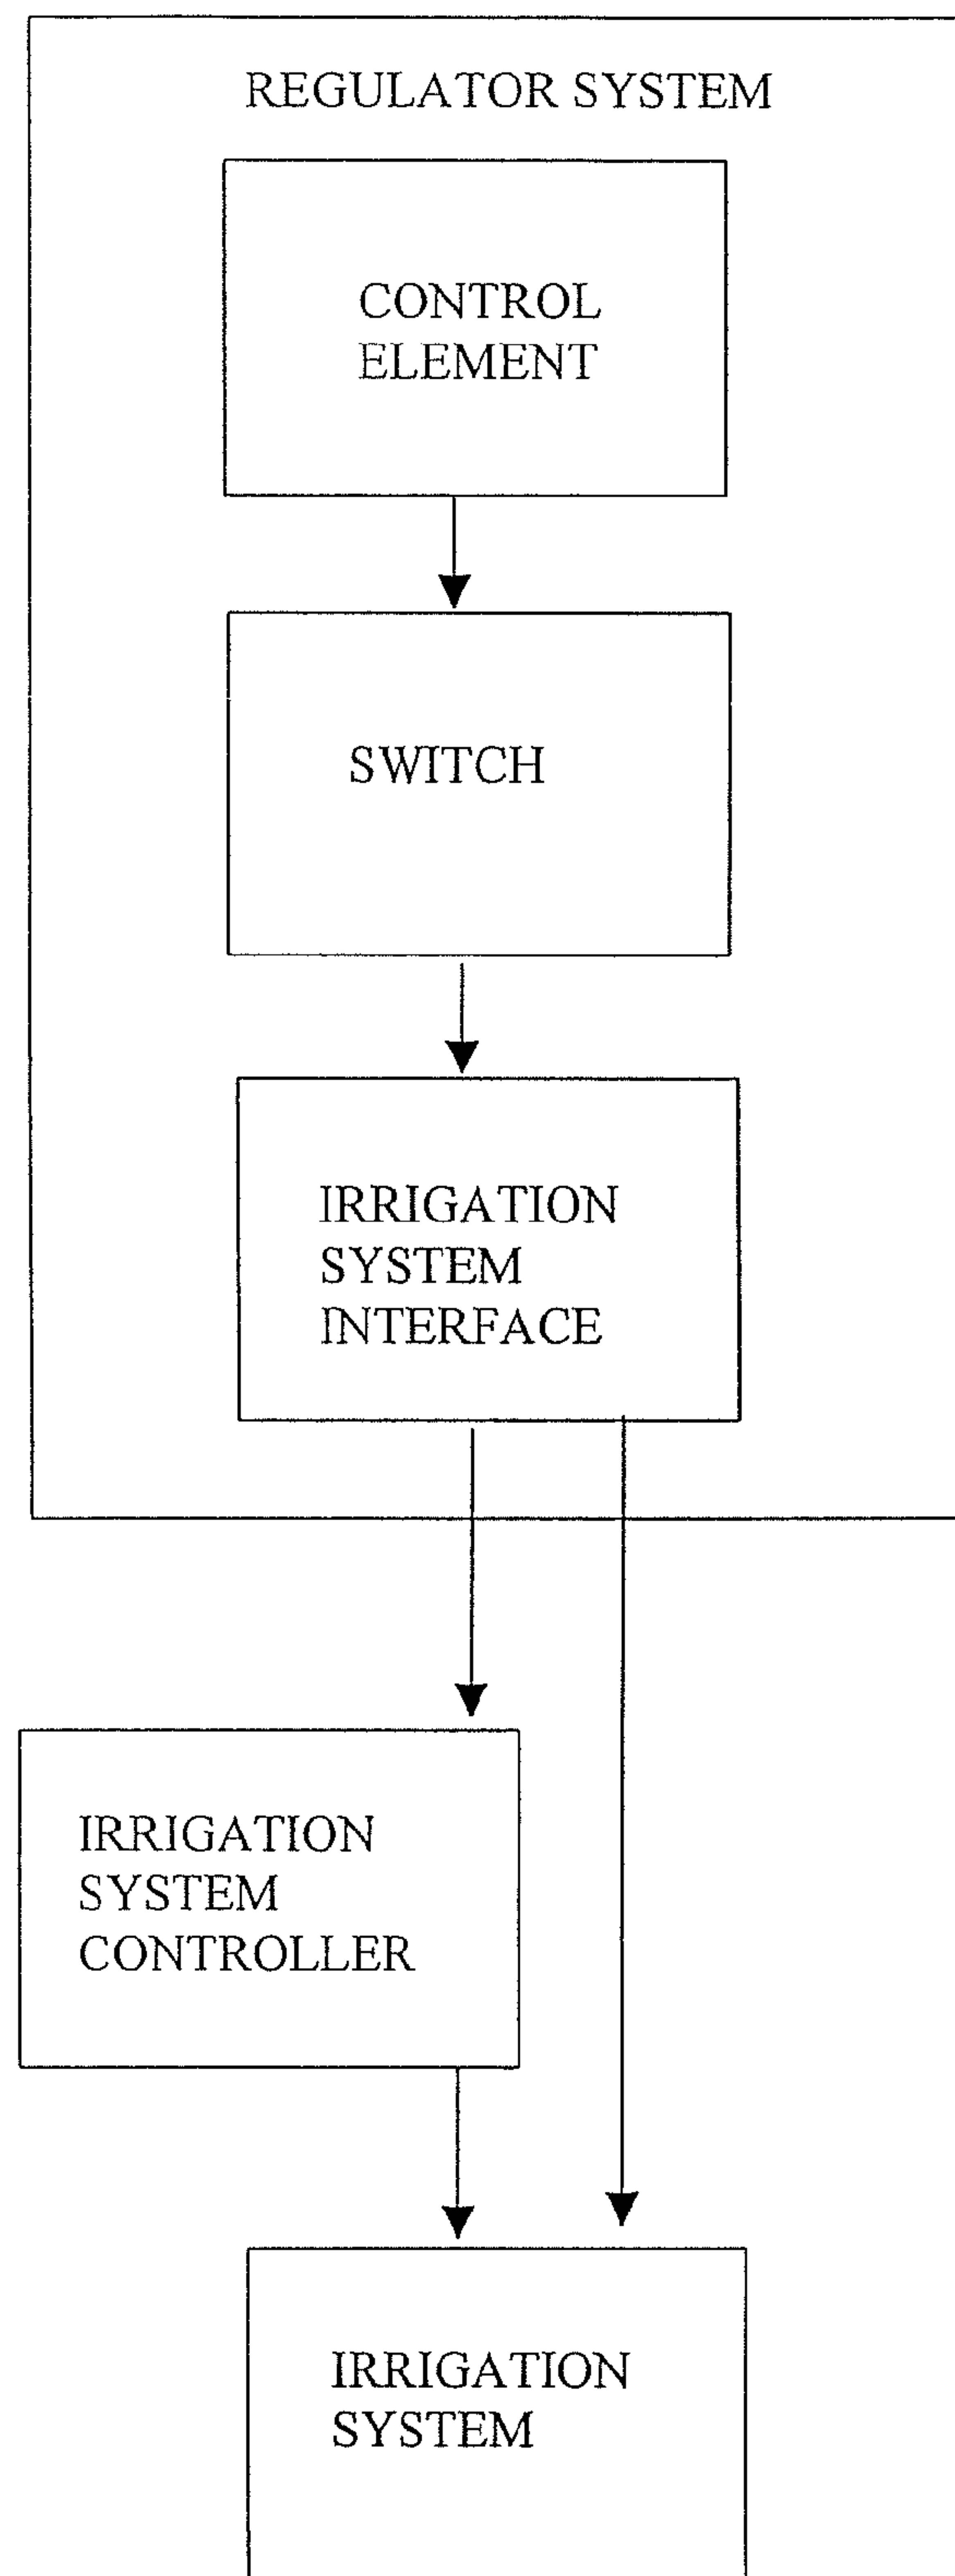 REGULATOR SYSTEM
CONTROL
ELEMENT
SWITCH
IRRIGATION
SYSTEM
INTERFACE
IRRIGATION
SYSTEM
CONTROLLER
IRRIGATION
SYSTEM